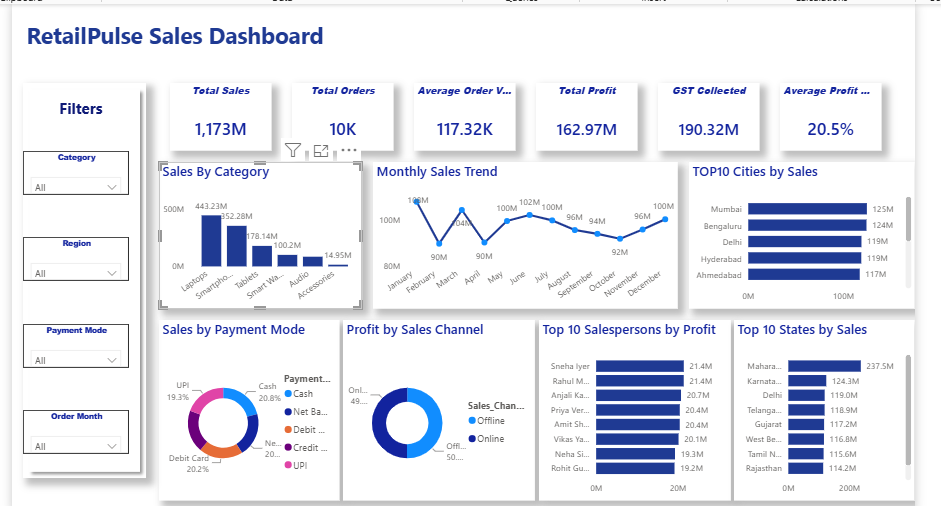 RetailPulse Sales Dashboard
Filters
Category
All
Region
All
Payment Mode
All
Order Month
All
Total Sales
1,173M
Total Orders
10K
Average Order V...
117.32K
Total Profit
162.97M
GST Collected
190.32M
Average Profit ...
20.5%
Sales By Category
500M
0M
443.23M
352.28M
178.14M
100.2M
14.95M
Laptops
Smartpho...
Tablets
Smart Wa...
Audio
Accessories
Monthly Sales Trend
100M
80M
90M
104M
90M
100M
102M
100M
96M
94M
92M
96M
100M
January
February
March
April
May
June
July
August
September
October
November
December
TOP10 Cities by Sales
Mumbai 125M
Bengaluru 124M
Delhi 119M
Hyderabad 119M
Ahmedabad 117M
0M 100M
Sales by Payment Mode
UPI
19.3%
Cash
20.8%
Ne...
20...
Debit Card
20.2%
Payment...
Cash
Net Ba...
Debit ...
Credit ...
UPI
Profit by Sales Channel
Onl...
49....
Offl...
50....
Sales_Chan...
Offline
Online
Top 10 Salespersons by Profit
Sneha Iyer 21.4M
Rahul M... 21.4M
Anjali Ka... 20.7M
Priya Ver... 20.4M
Amit Sh... 20.4M
Vikas Ya... 20.1M
Neha Si... 19.3M
Rohit Gu... 19.2M
0M 20M
Top 10 States by Sales
Mahara... 237.5M
Karnata... 124.3M
Delhi 119.0M
Telanga... 118.9M
Gujarat 117.2M
West Be... 116.8M
Tamil N... 115.6M
Rajasthan 114.2M
0M 200M